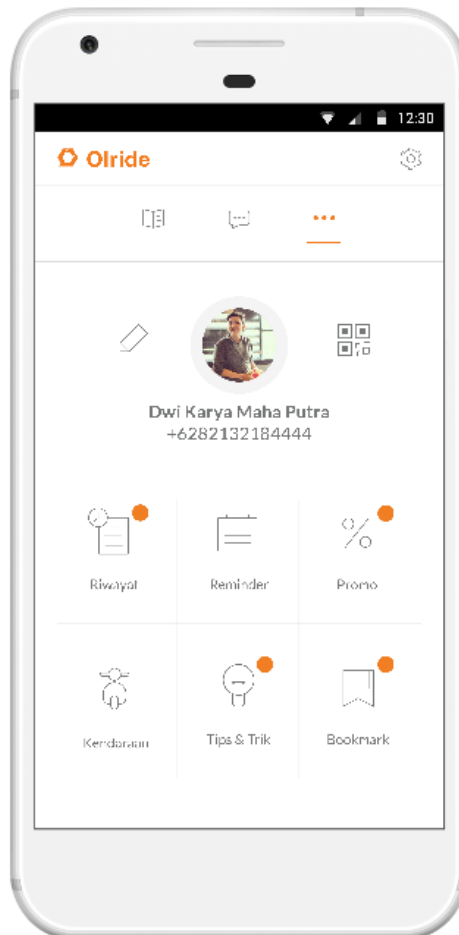 12:30
Olride
Dwi Karya Maha Putra
+6282132184444
Riwayat
Reminder
Promo
Kendaraan
Tips & Trik
Bookmark